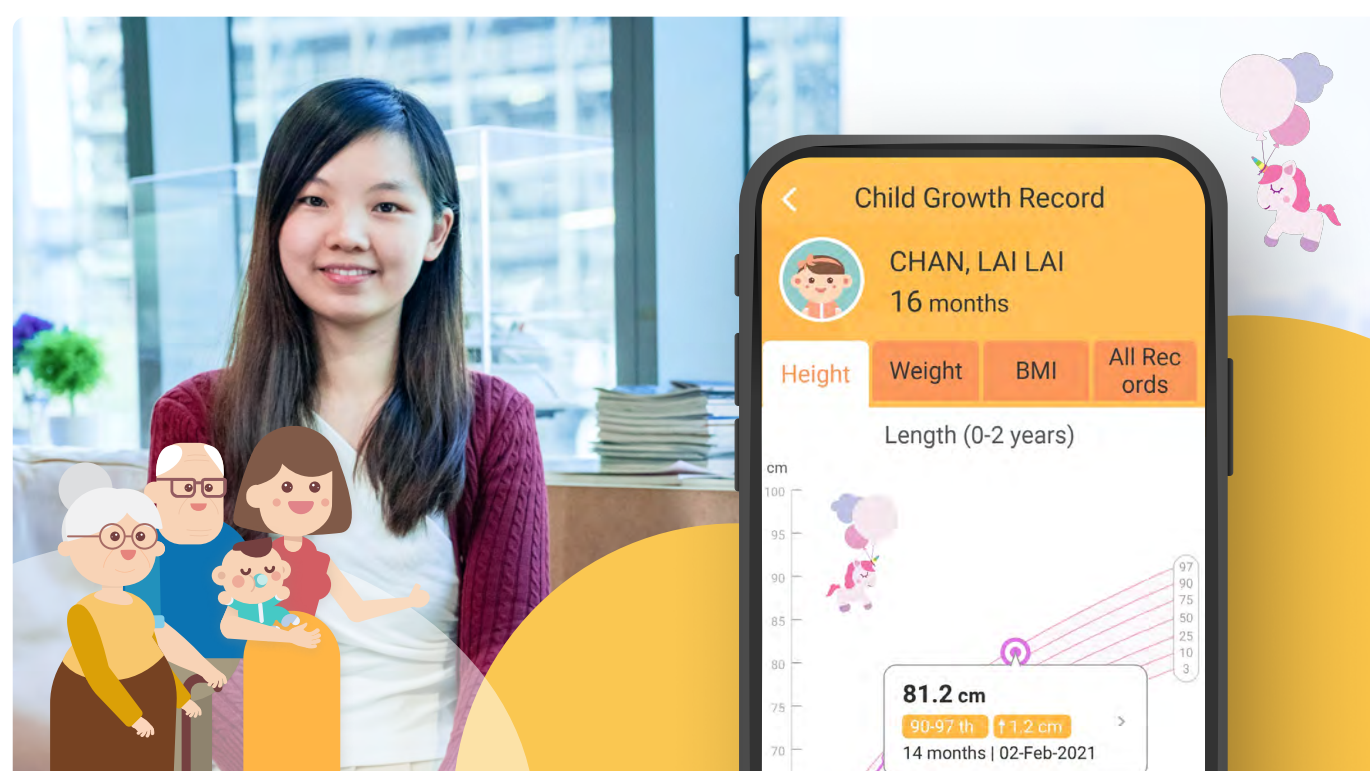 Child Growth Record
CHAN, LAI LAI
16 months
Height
Weight
BMI
All Rec
ords
Length (0-2 years)
cm
100
95
90
85
80
75
70
97
90
75
50
25
10
3
81.2 cm
90-97 th
↑1.2 cm
14 months | 02-Feb-2021